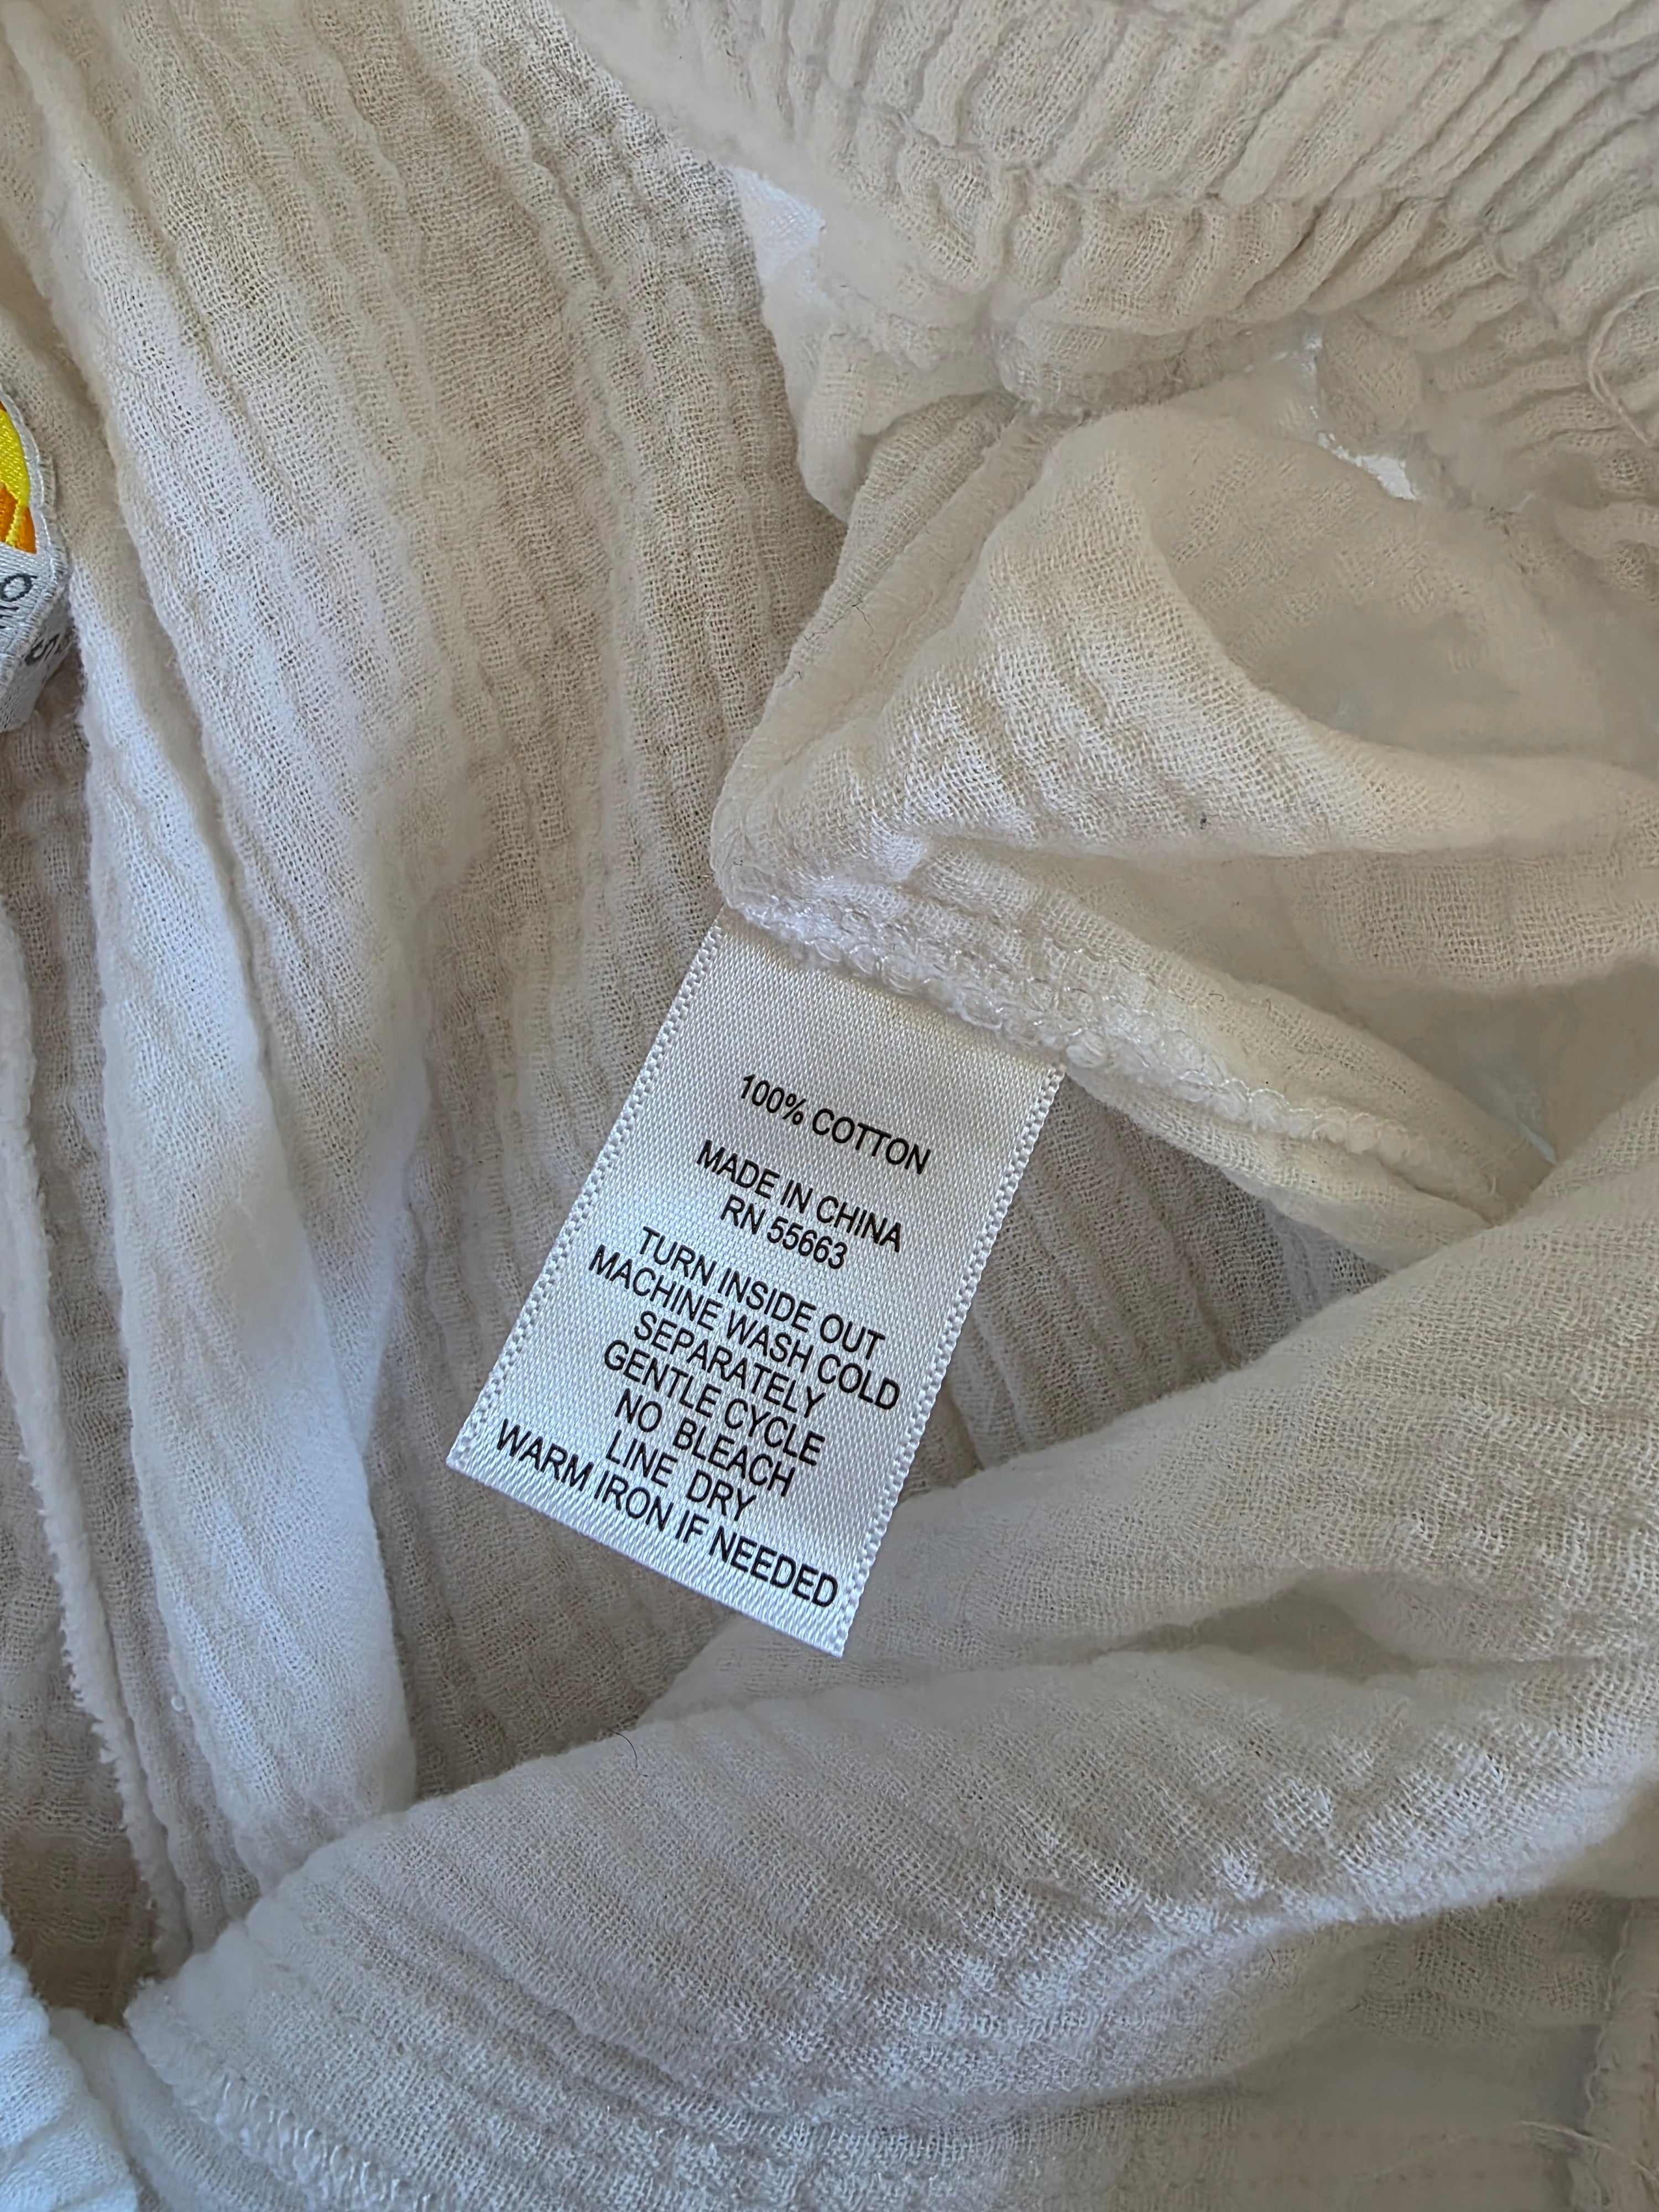 100% COTTON
MADE IN CHINA
RN 55663
TURN INSIDE OUT
MACHINE WASH COLD
SEPARATELY
GENTLE CYCLE
NO BLEACH
LINE DRY
WARM IRON IF NEEDED